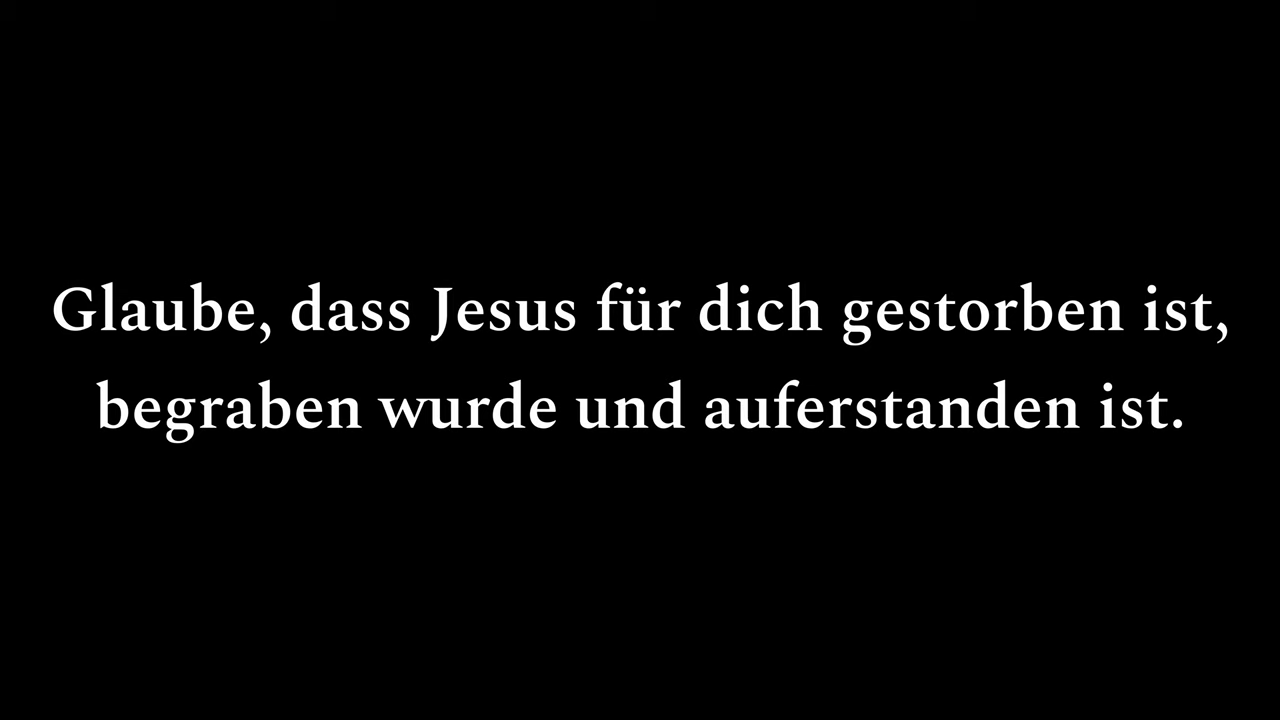 Glaube, dass Jesus für dich gestorben ist,
begraben wurde und auferstanden ist.